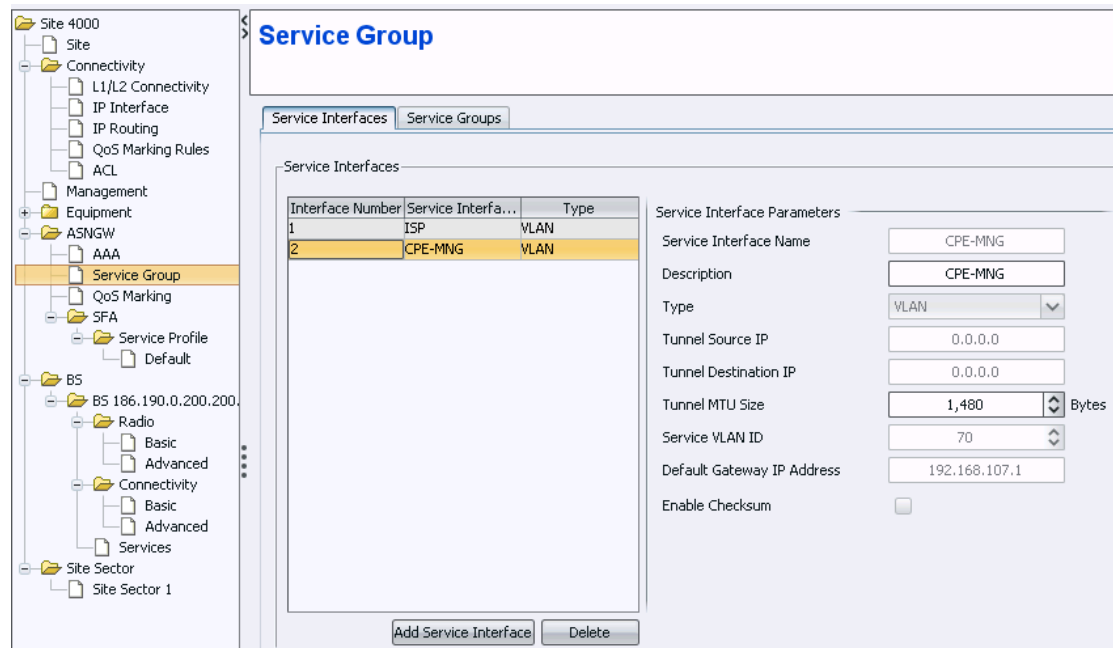 Site 4000
Site
Connectivity
L1/L2 Connectivity
IP Interface
IP Routing
QoS Marking Rules
ACL
Management
Equipment
ASNGW
AAA
Service Group
QoS Marking
SFA
Service Profile
Default
BS
BS 186.190.0.200.200.
Radio
Basic
Advanced
Connectivity
Basic
Advanced
Services
Site Sector
Site Sector 1
Service Group
Service Interfaces Service Groups
Service Interfaces
Interface Number Service Interfa... Type
1 ISP VLAN
2 CPE-MNG VLAN
Add Service Interface Delete
Service Interface Parameters
Service Interface Name CPE-MNG
Description CPE-MNG
Type VLAN
Tunnel Source IP 0.0.0.0
Tunnel Destination IP 0.0.0.0
Tunnel MTU Size 1,480 Bytes
Service VLAN ID 70
Default Gateway IP Address 192.168.107.1
Enable Checksum